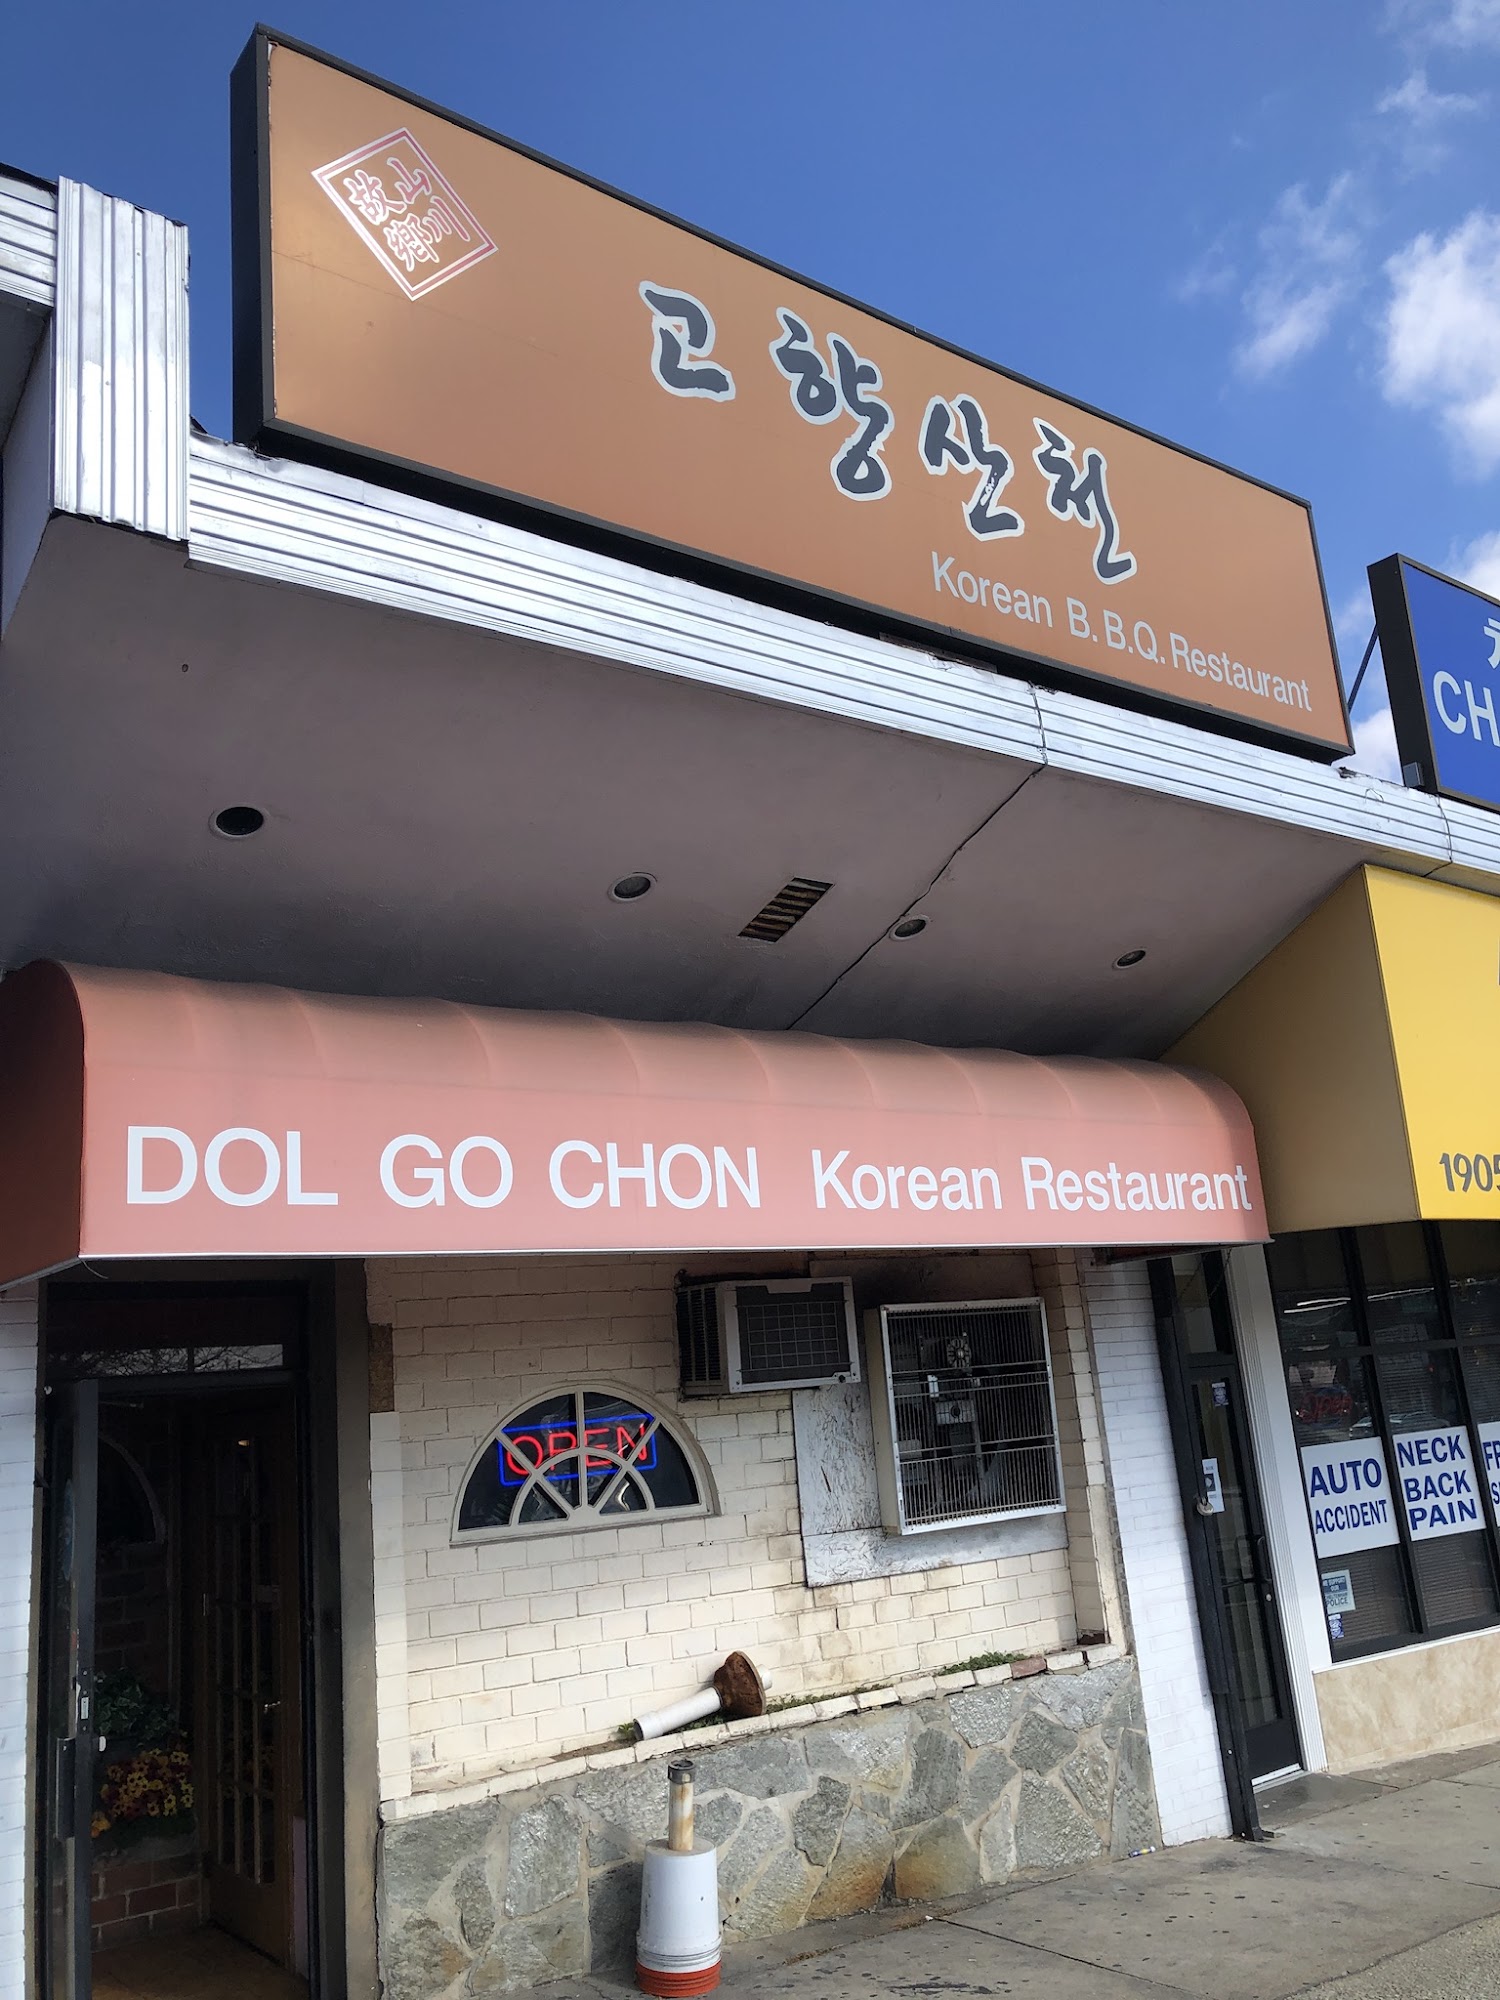 故山
鄉川
고향산천
Korean B.B.Q. Restaurant
CH
DOL GO CHON Korean Restaurant
1905
OPEN
AUTO
ACCIDENT
NECK
BACK
PAIN